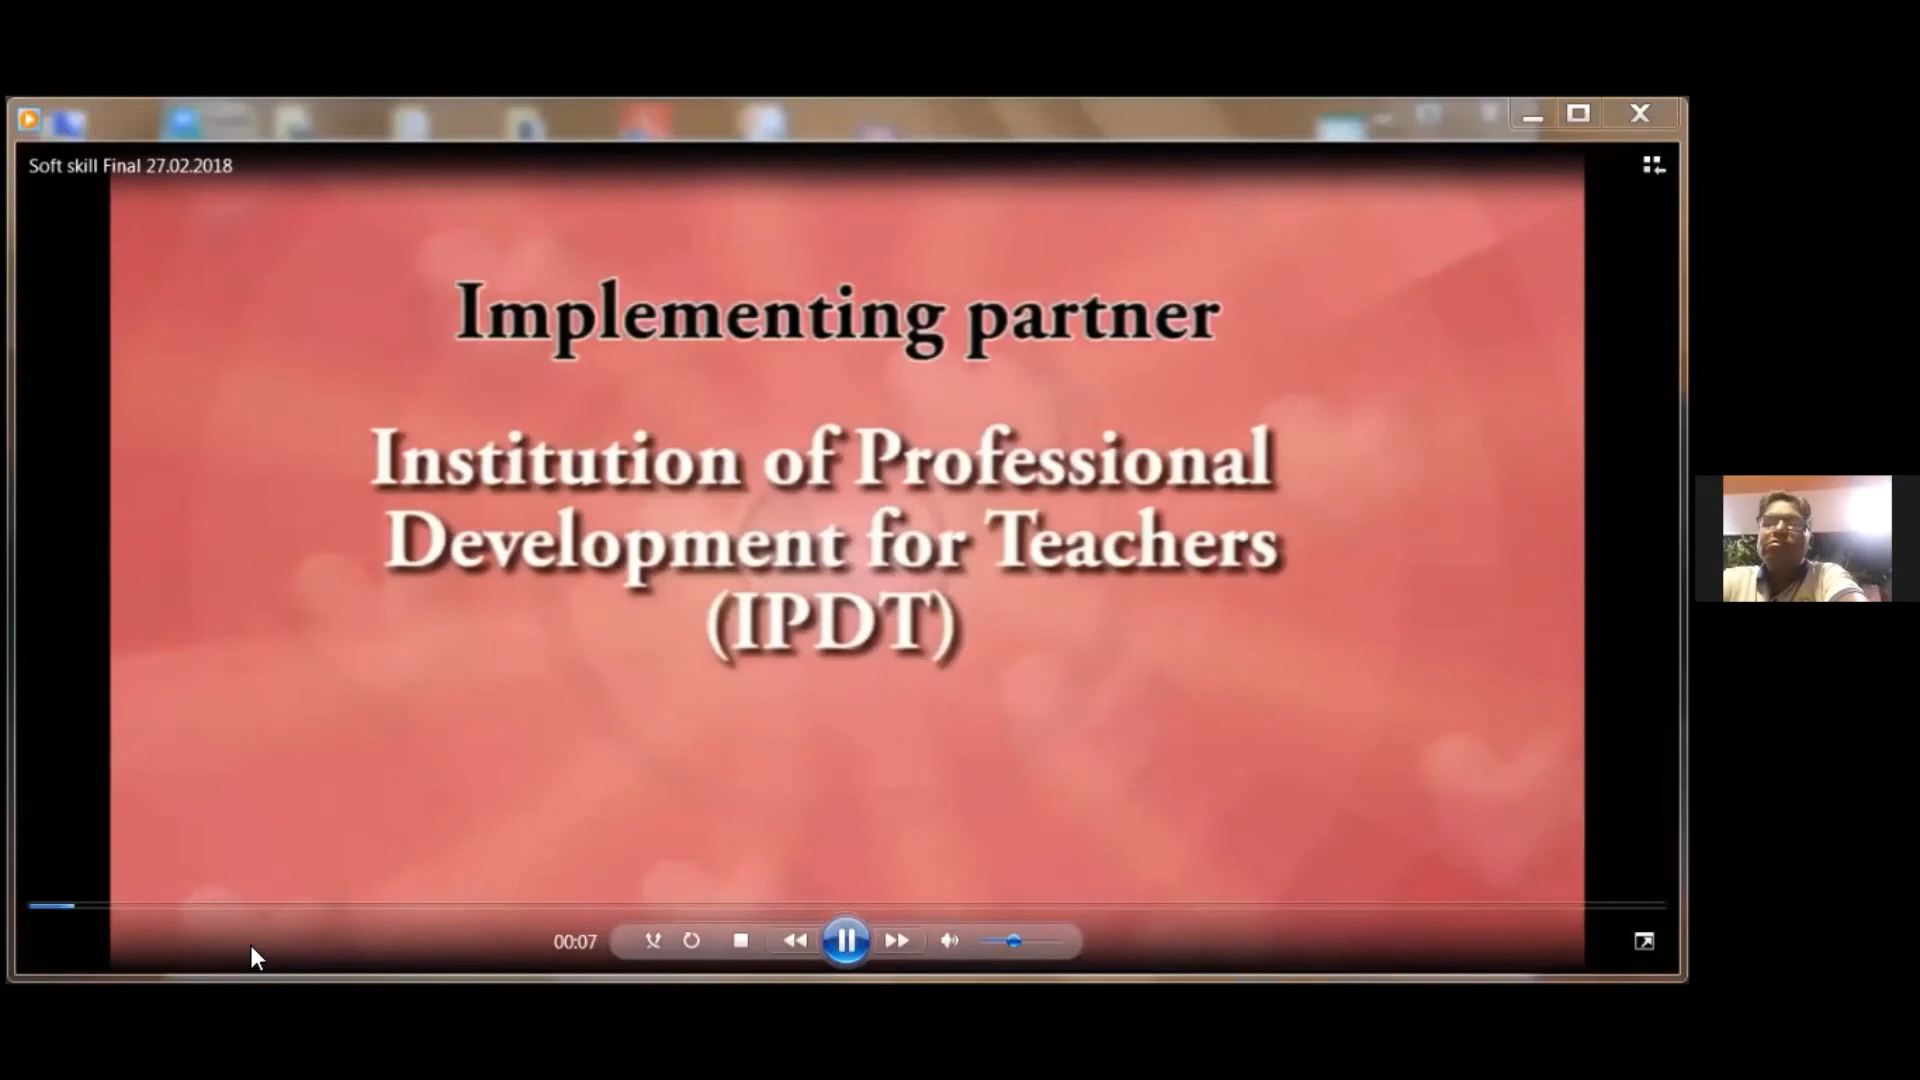 Soft skill Final 27.02.2018
Implementing partner
Institution of Professional
Development for Teachers
(IPDT)
00:07